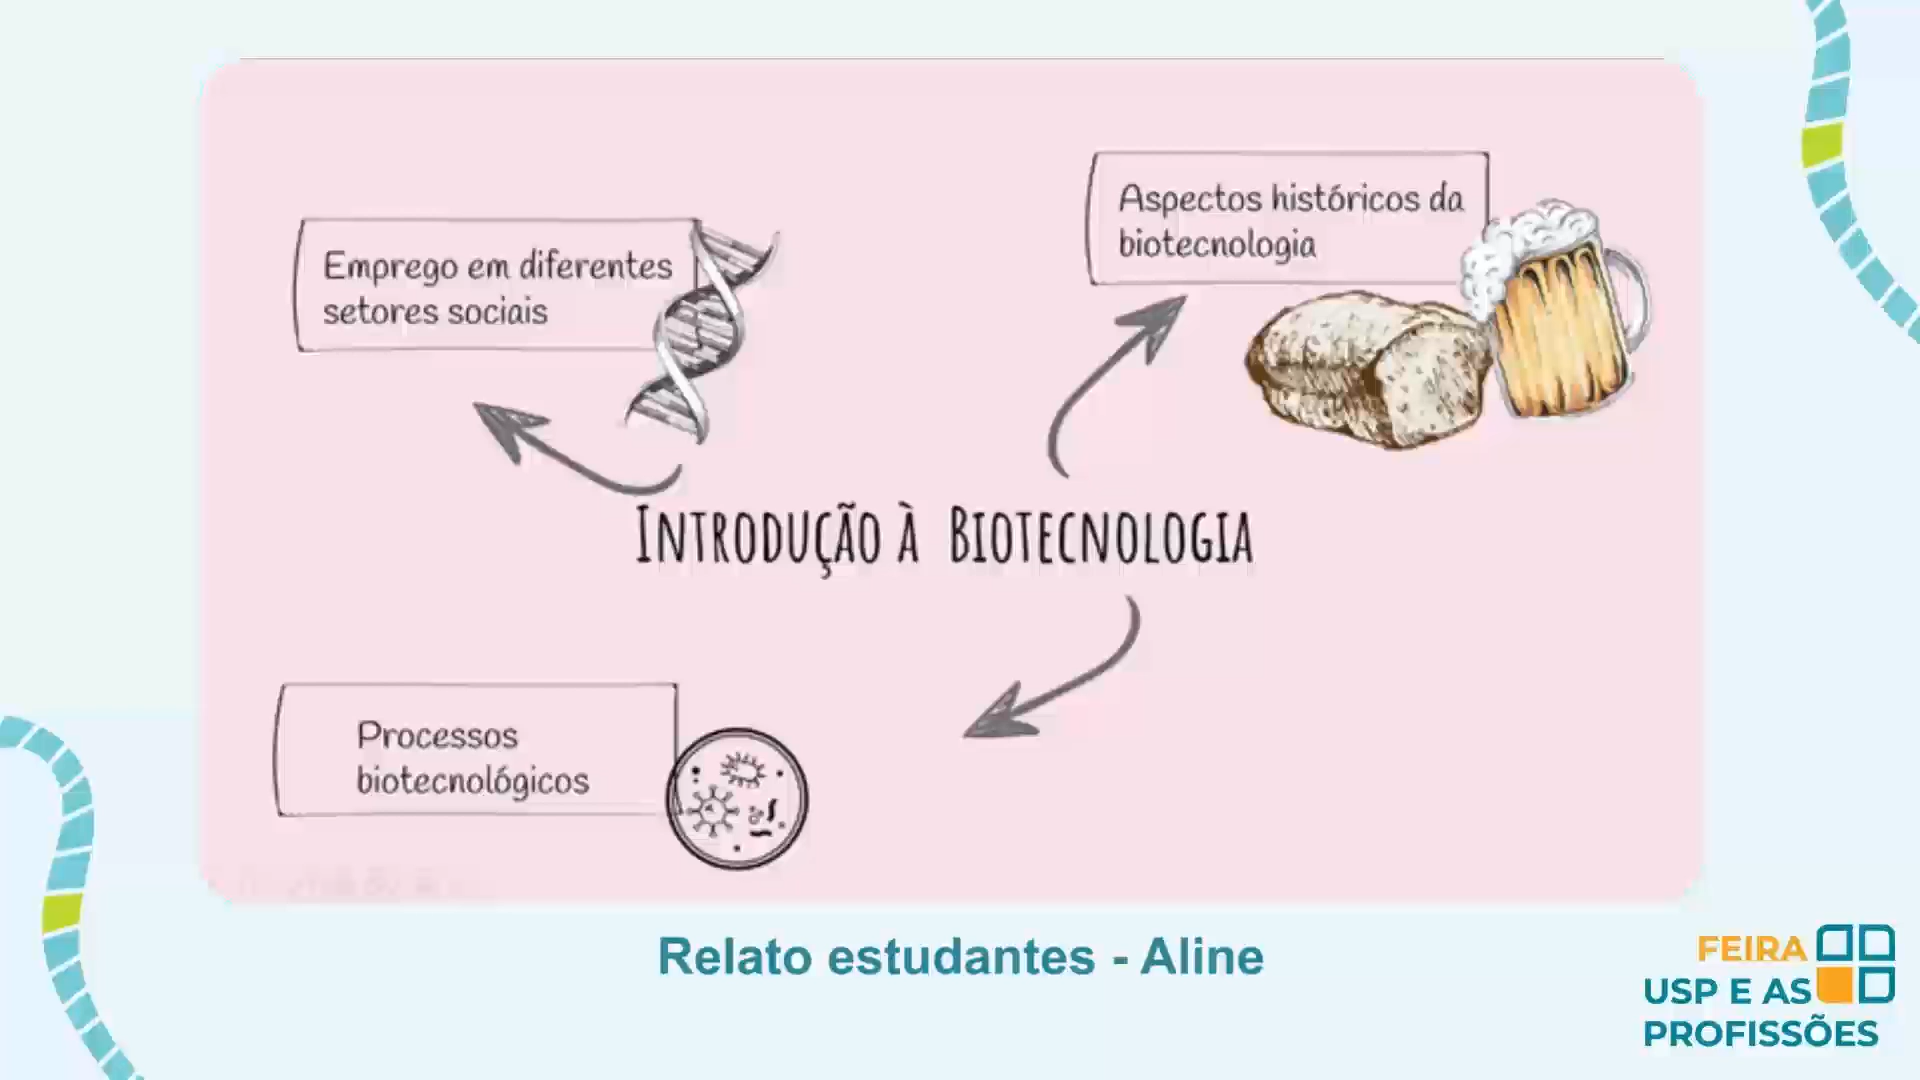 Emprego em diferentes
setores sociais
Aspectos históricos da
biotecnologia
INTRODUÇÃO À BIOTECNOLOGIA
Processos
biotecnológicos
Relato estudantes - Aline
FEIRA
USP E AS
PROFISSÕES